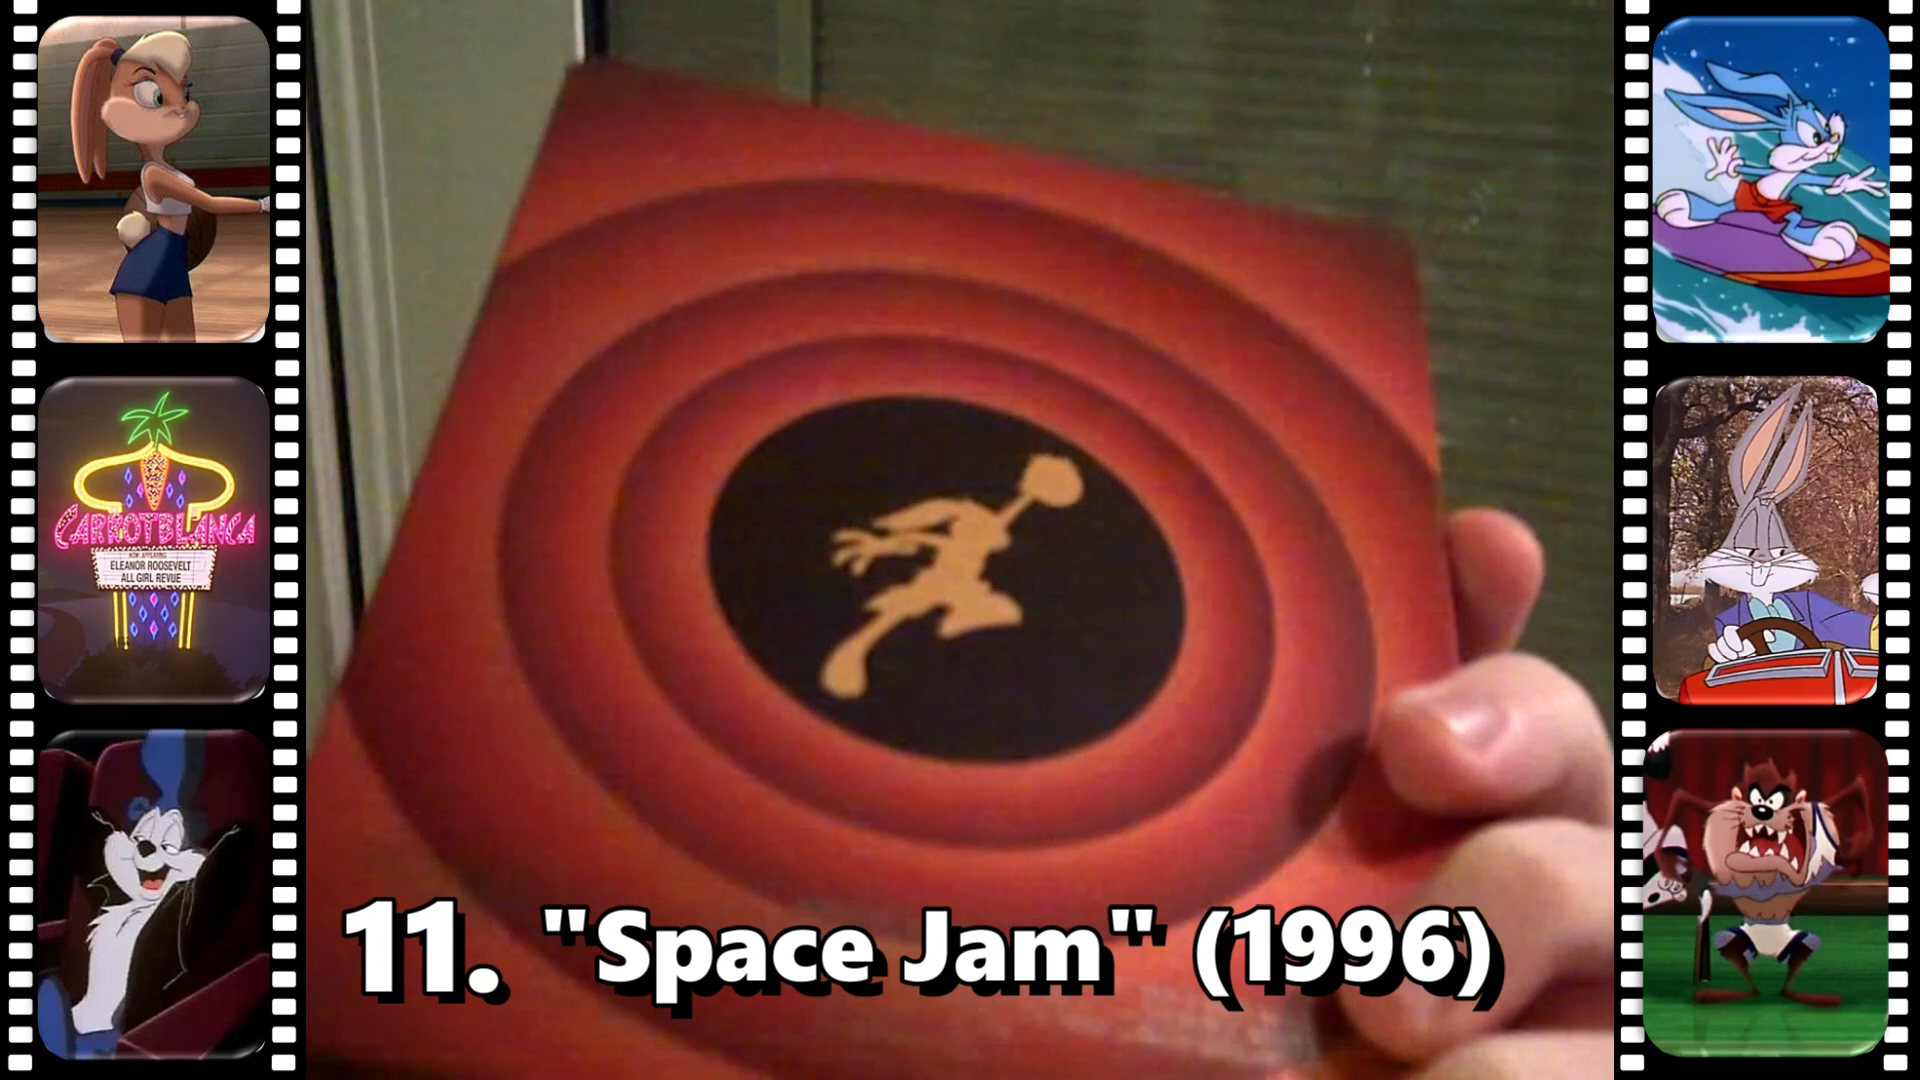 CARROTBLANCA
NOW APPEARING
ELEANOR ROOSEVELT
ALL GIRL REVUE
11. "Space Jam" (1996)